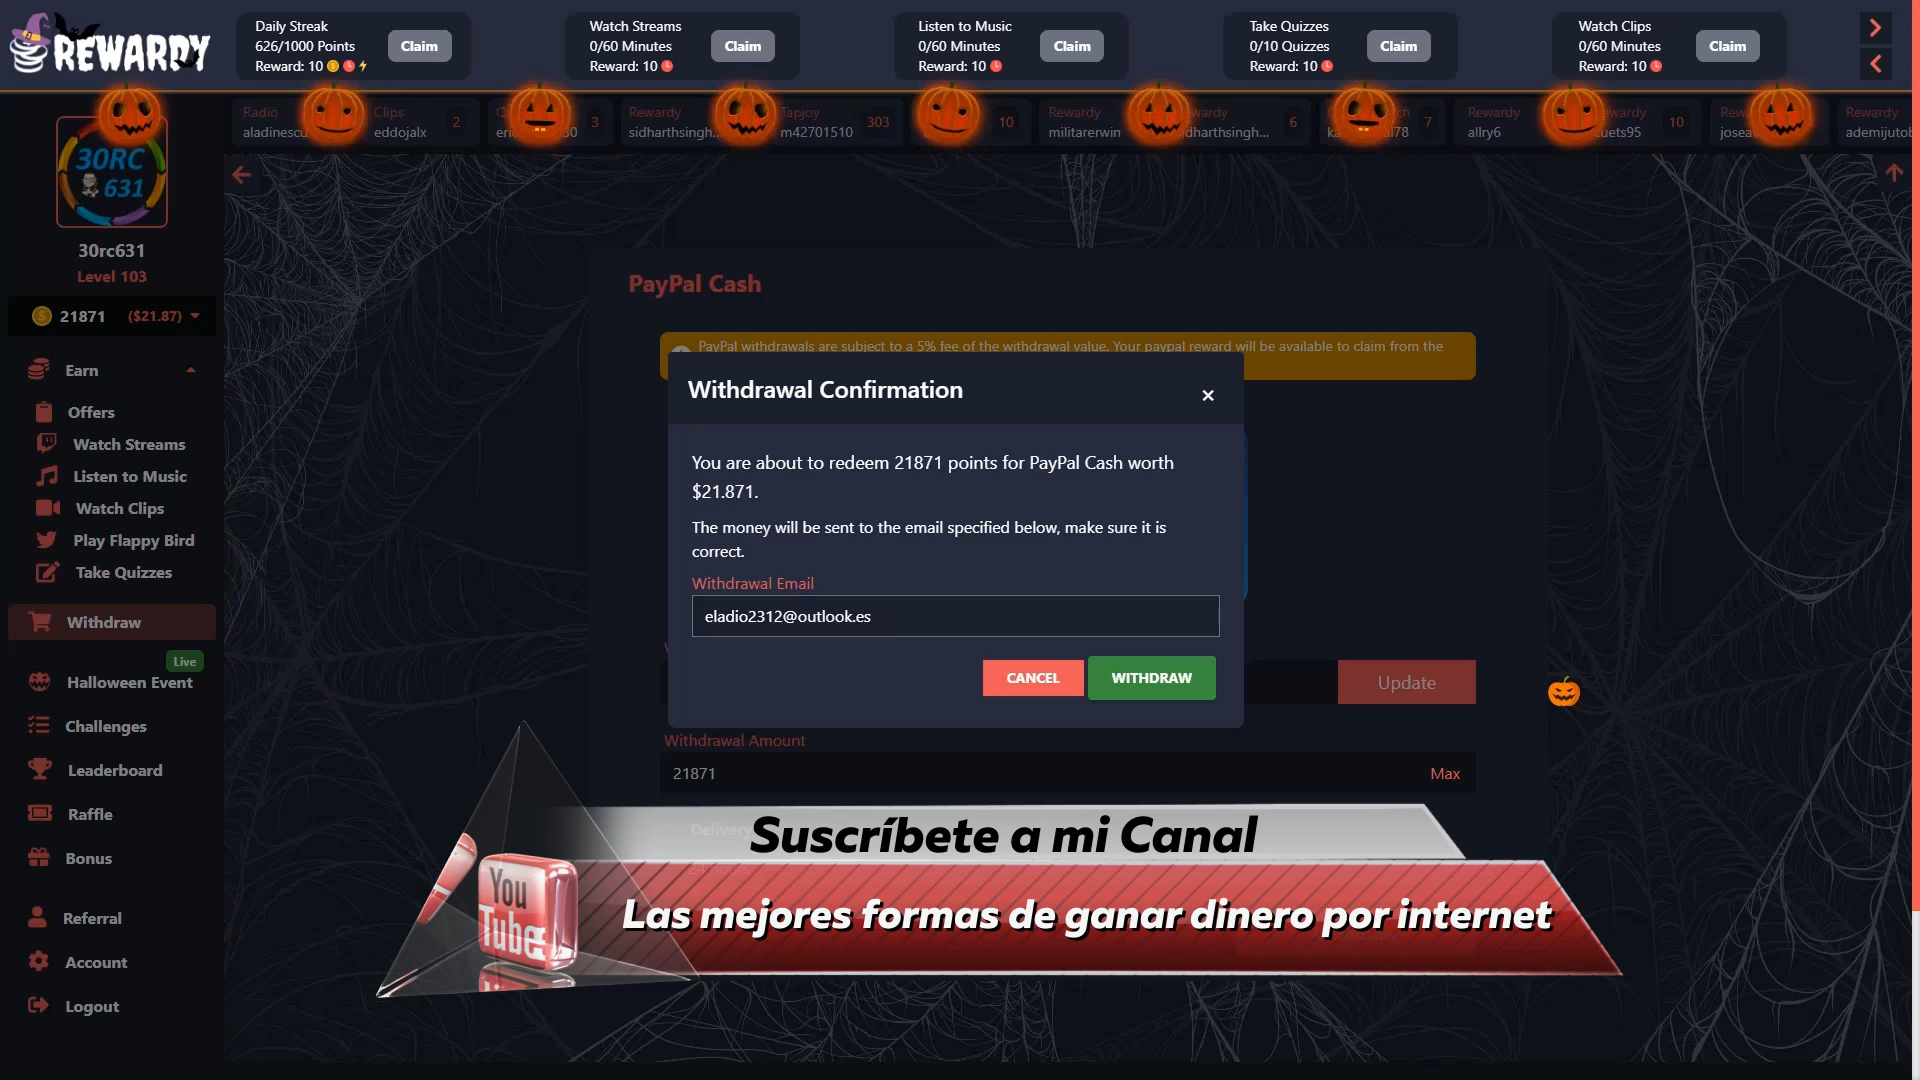 REWARDY
Daily Streak
626/1000 Points
Reward: 10
Claim
Watch Streams
0/60 Minutes
Reward: 10
Claim
Listen to Music
0/60 Minutes
Reward: 10
Claim
Take Quizzes
0/10 Quizzes
Reward: 10
Claim
Watch Clips
0/60 Minutes
Reward: 10
Claim
Radio
Clips
eddojalx
2
3
Rewardy
sidharthsingh...
Tapjoy
m42701510
303
10
Rewardy
militarerwin
6
7
Rewardy
allry6
10
Rewardy
30RC
631
30rc631
Level 103
21871 ($21.87)
Earn
Offers
Watch Streams
Listen to Music
Watch Clips
Play Flappy Bird
Take Quizzes
Withdraw
Live
Halloween Event
Challenges
Leaderboard
Raffle
Bonus
Referral
Account
Logout
PayPal Cash
PayPal withdrawals are subject to a 5% fee of the withdrawal value. Your paypal reward will be available to claim from the
Withdrawal Confirmation
×
You are about to redeem 21871 points for PayPal Cash worth
$21.871.
The money will be sent to the email specified below, make sure it is
correct.
Withdrawal Email
eladio2312@outlook.es
CANCEL
WITHDRAW
Update
Withdrawal Amount
21871
Max
Delivery
Suscríbete a mi Canal
24 hours
You
Tube
Las mejores formas de ganar dinero por internet